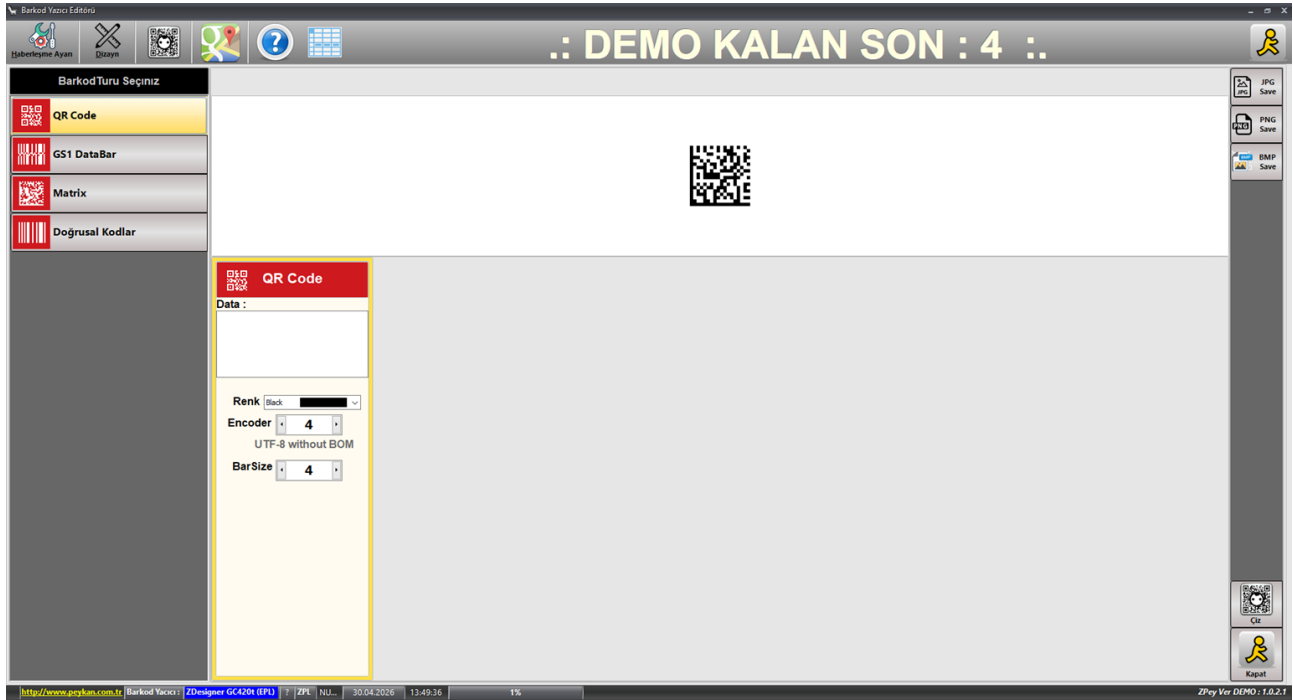 Barkod Yazıcı Editörü
Haberleşme Ayarı
Dizayn
.: DEMO KALAN SON : 4 :.
BarkodTuru Seçınız
QR Code
GS1 DataBar
Matrix
Doğrusal Kodlar
JPG Save
PNG Save
BMP Save
QR Code
Data :
Renk Black
Encoder 4
UTF-8 without BOM
BarSize 4
Çiz
Kapat
http://www.peykan.com.tr Barkod Yacıcı : ZDesigner GC420t (EPL) ? ZPL NU... 30.04.2026 13:49:36 1% ZPey Ver DEMO : 1.0.2.1